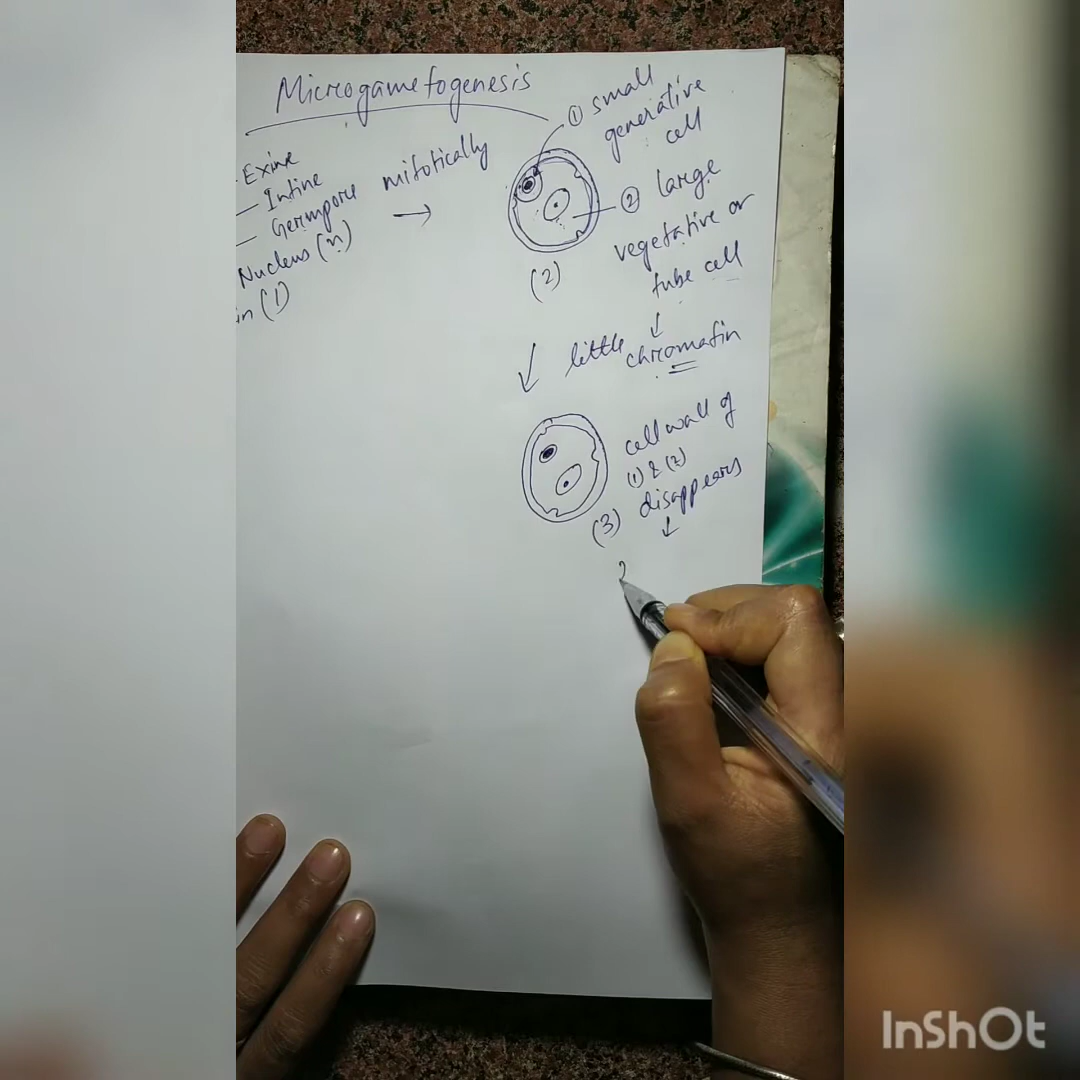 Microgametogenesis
Exine
Intine
Germpore
Nucleus (n)
in (1)
mitotically
→
① small
generative
cell
② large
vegetative or
tube cell
(2)
↓
↓ little chromatin
cell wall of
(1) & (2)
disappears
(3)
↓
2
InShOt